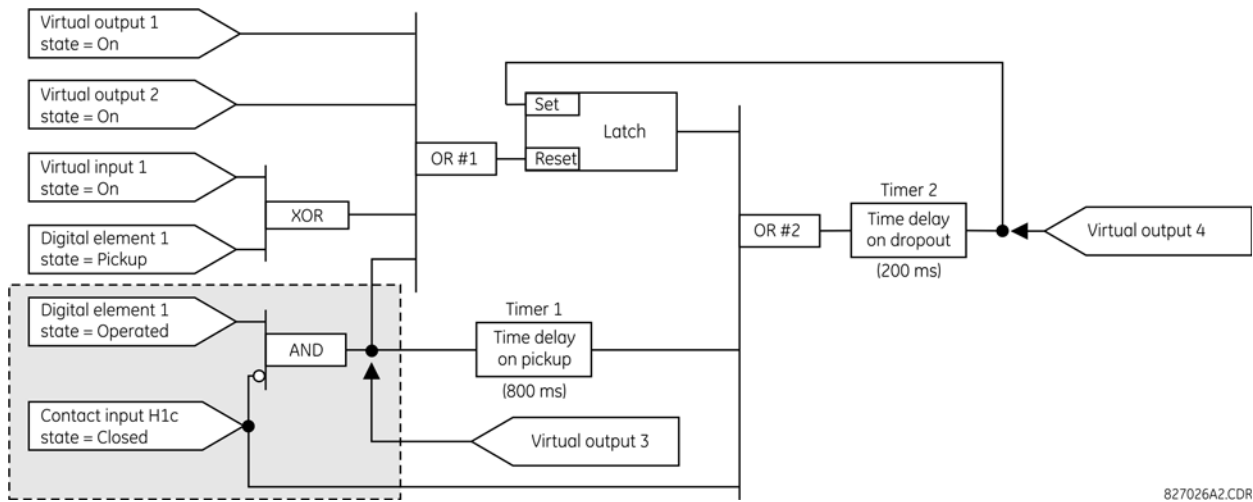 Virtual output 1
state = On
Virtual output 2
state = On
Virtual input 1
state = On
Digital element 1
state = Pickup
Digital element 1
state = Operated
Contact input H1c
state = Closed
XOR
AND
OR #1
Set
Latch
Reset
Timer 1
Time delay
on pickup
(800 ms)
Virtual output 3
OR #2
Timer 2
Time delay
on dropout
(200 ms)
Virtual output 4
827026A2.CDR